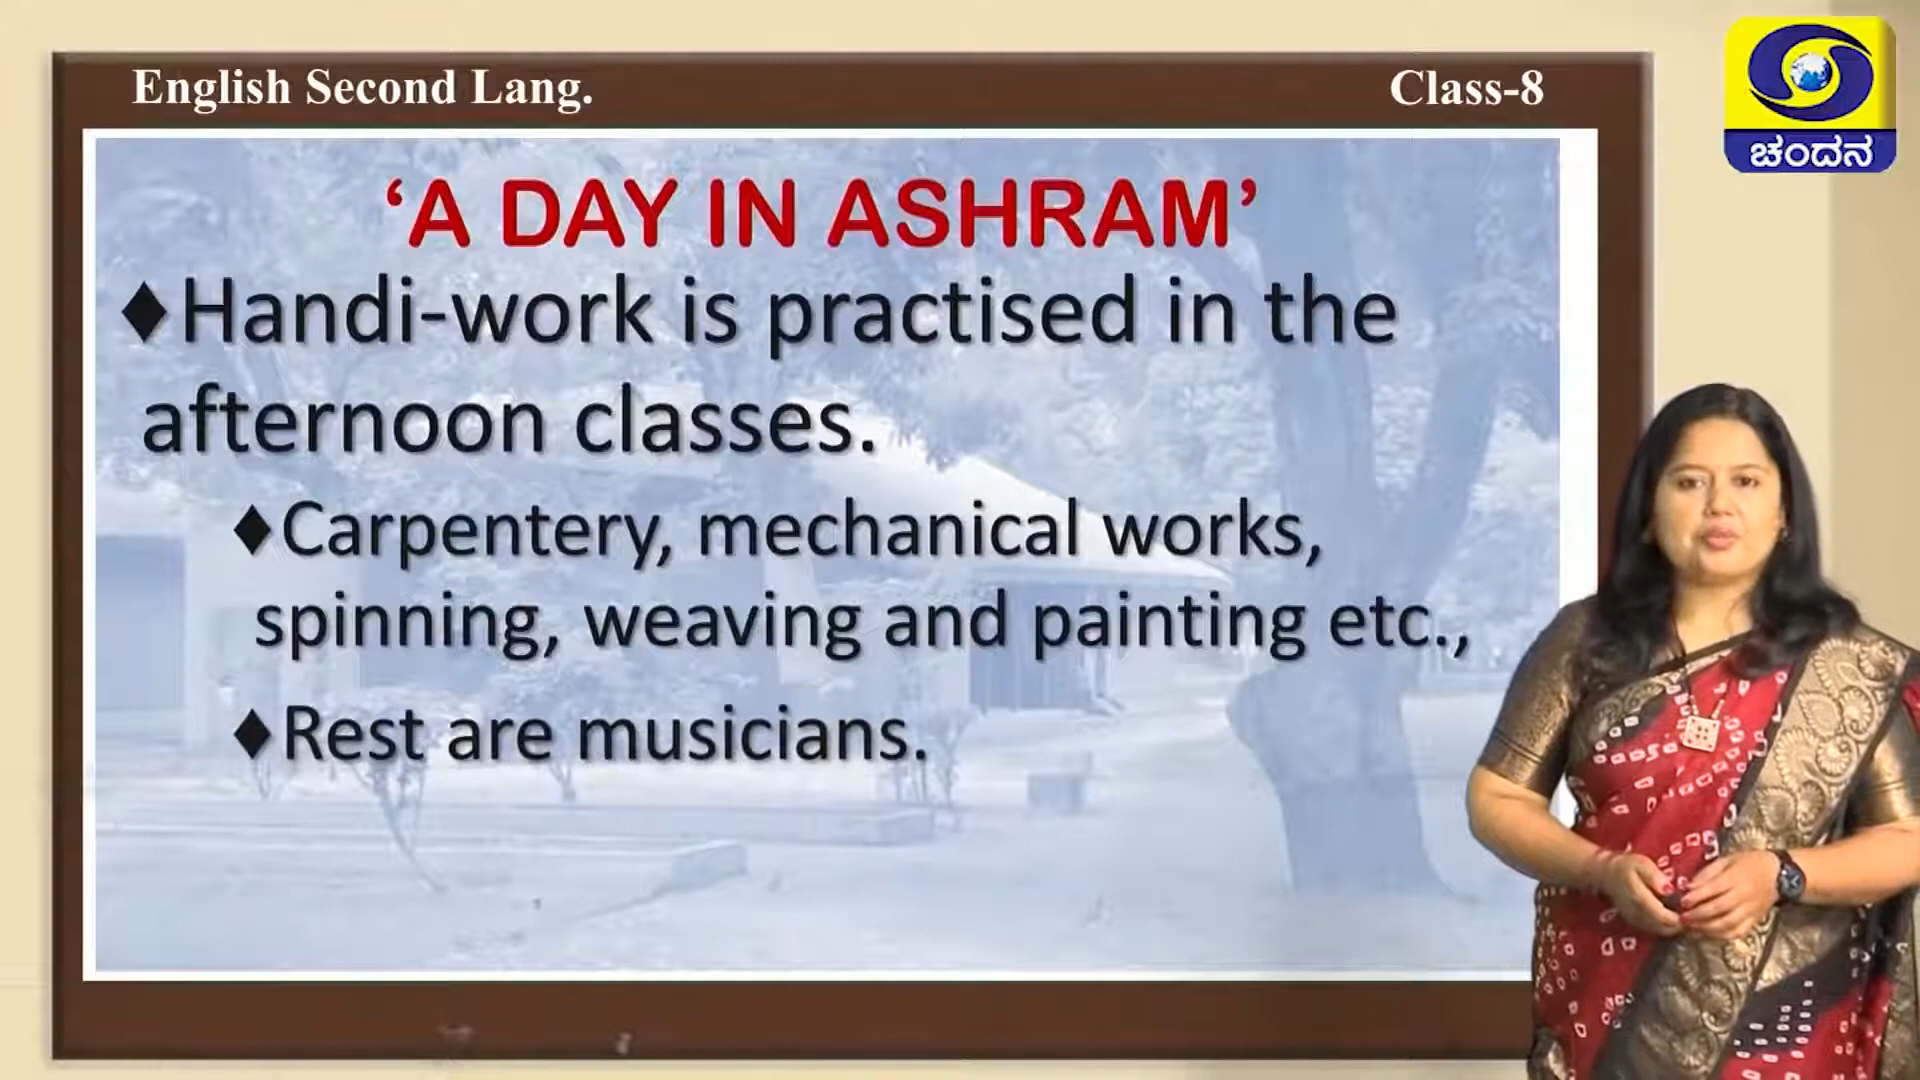 English Second Lang.
Class-8
ಚಂದನ
‘A DAY IN ASHRAM’
♦Handi-work is practised in the
afternoon classes.
♦Carpentery, mechanical works,
spinning, weaving and painting etc.,
♦Rest are musicians.